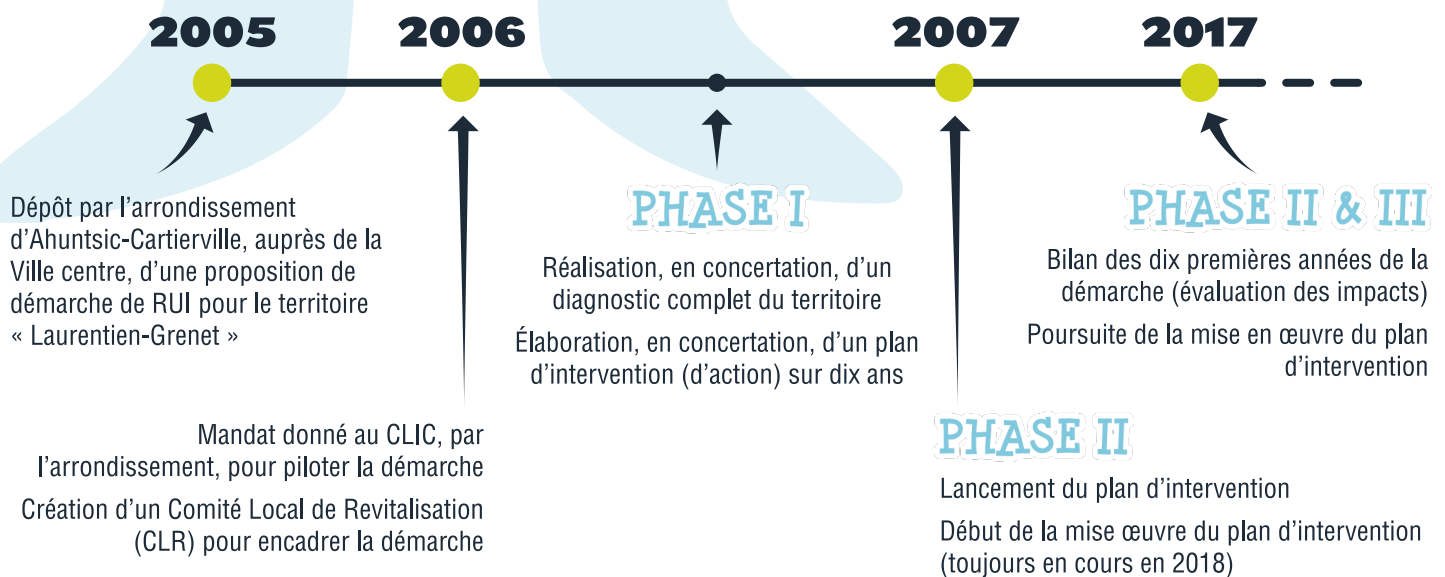 2005
2006
2007
2017
Dépôt par l'arrondissement
d'Ahuntsic-Cartierville, auprès de la
Ville centre, d'une proposition de
démarche de RUI pour le territoire
« Laurentien-Grenet »
Mandat donné au CLIC, par
l'arrondissement, pour piloter la démarche
Création d'un Comité Local de Revitalisation
(CLR) pour encadrer la démarche
PHASE I
Réalisation, en concertation, d'un
diagnostic complet du territoire
Élaboration, en concertation, d'un plan
d'intervention (d'action) sur dix ans
PHASE II
Lancement du plan d'intervention
Début de la mise œuvre du plan d'intervention
(toujours en cours en 2018)
PHASE II & III
Bilan des dix premières années de la
démarche (évaluation des impacts)
Poursuite de la mise en œuvre du plan
d'intervention